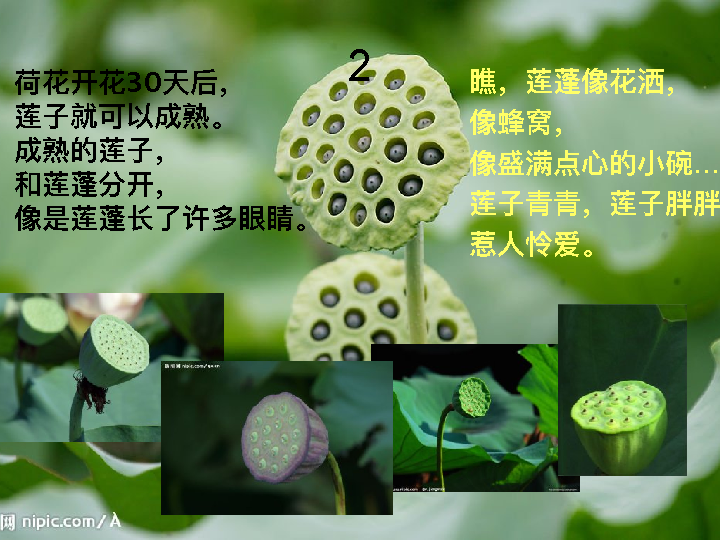 2
荷花开花30天后，
莲子就可以成熟。
成熟的莲子，
和莲蓬分开，
像是莲蓬长了许多眼睛。
瞧，莲蓬像花洒，
像蜂窝，
像盛满点心的小碗…
莲子青青，莲子胖胖
惹人怜爱。
网 nipic.com/